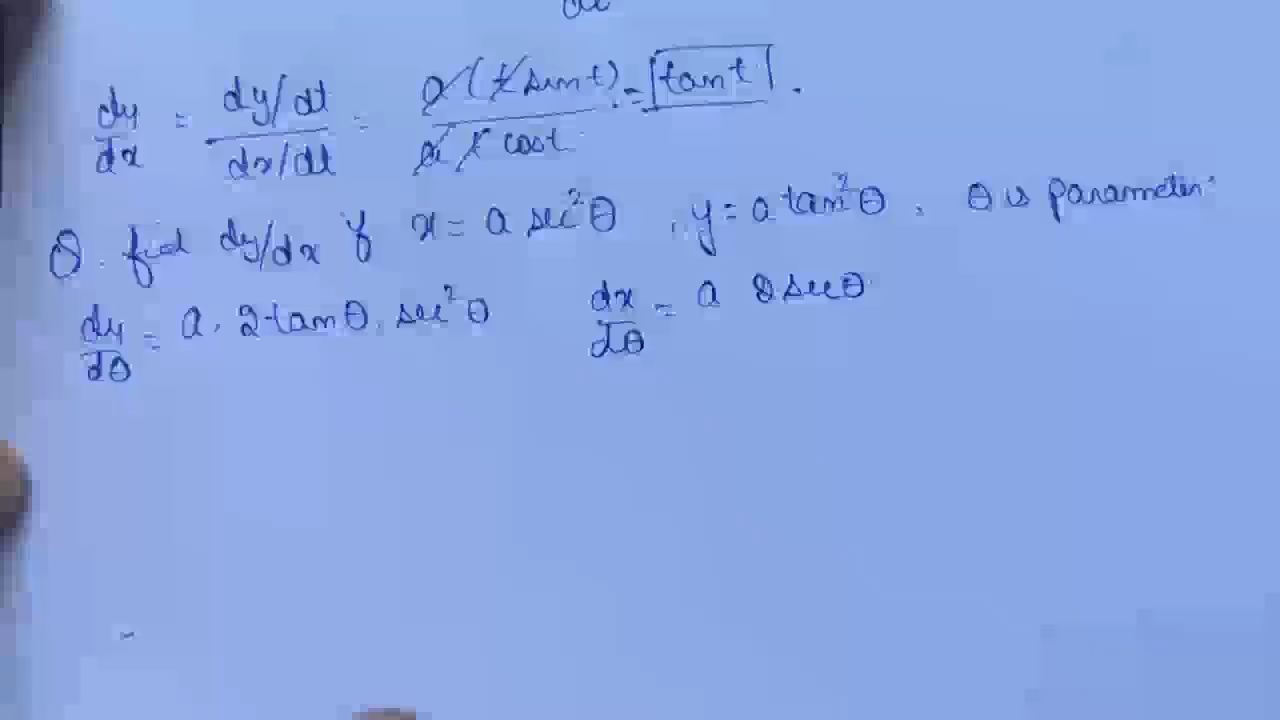 dy/dx = (dy/dt)/(dx/dt) = a(t sin t)/(a t cos t) = tan t.
Q. find dy/dx if x = a sec²θ, y = a tan²θ, θ is parameter.
dy/dθ = a. 2 tanθ. sec²θ dx/dθ = a 2 secθ